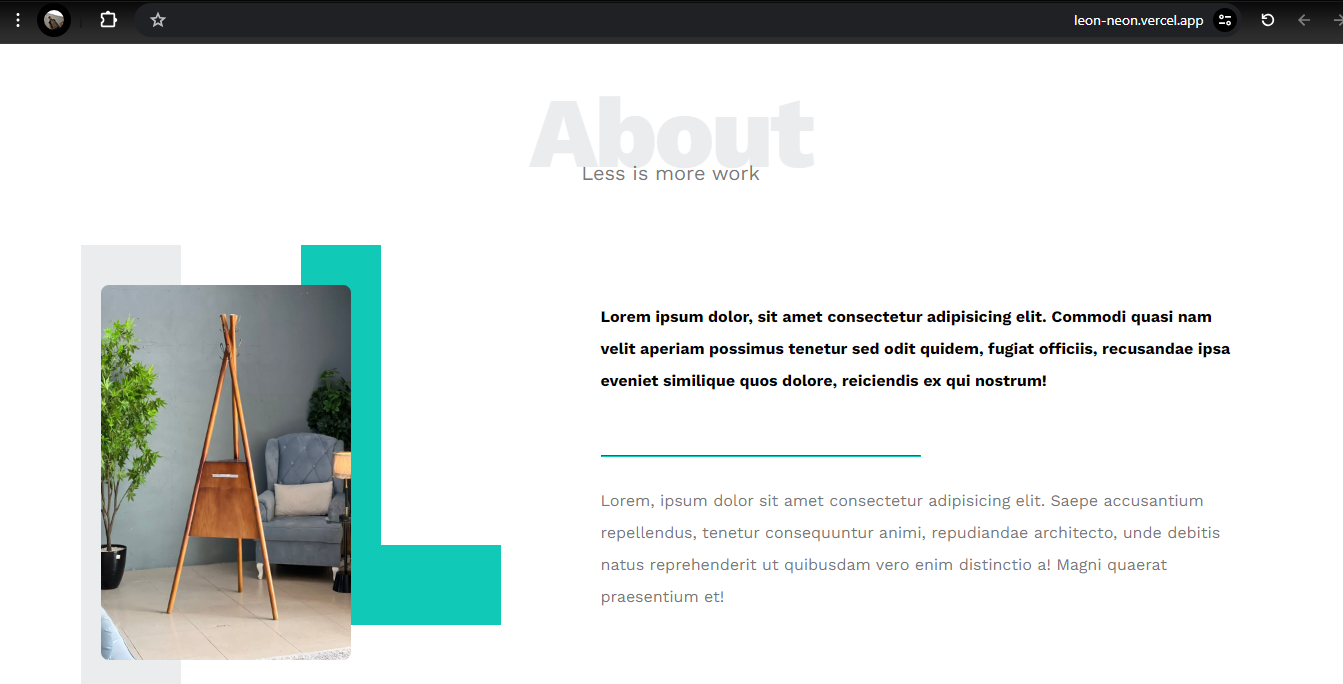 leon-neon.vercel.app
About
Less is more work
Lorem ipsum dolor, sit amet consectetur adipisicing elit. Commodi quasi nam
velit aperiam possimus tenetur sed odit quidem, fugiat officiis, recusandae ipsa
eveniet similique quos dolore, reiciendis ex qui nostrum!
Lorem, ipsum dolor sit amet consectetur adipisicing elit. Saepe accusantium
repellendus, tenetur consequuntur animi, repudiandae architecto, unde debitis
natus reprehenderit ut quibusdam vero enim distinctio a! Magni quaerat
praesentium et!